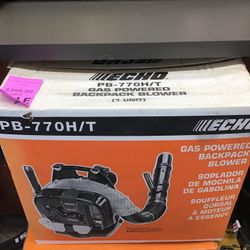 ECHO
PB-770H/T
GAS POWERED
BACKPACK BLOWER
(1 UNIT)
PB-770H/T
ECHO
GAS POWERED
BACKPACK
BLOWER
SOPLADOR
DE MOCHILA
DE GASOLINA
SOUFFLEUR
DORSAL
À MOTEUR
À ESSENCE